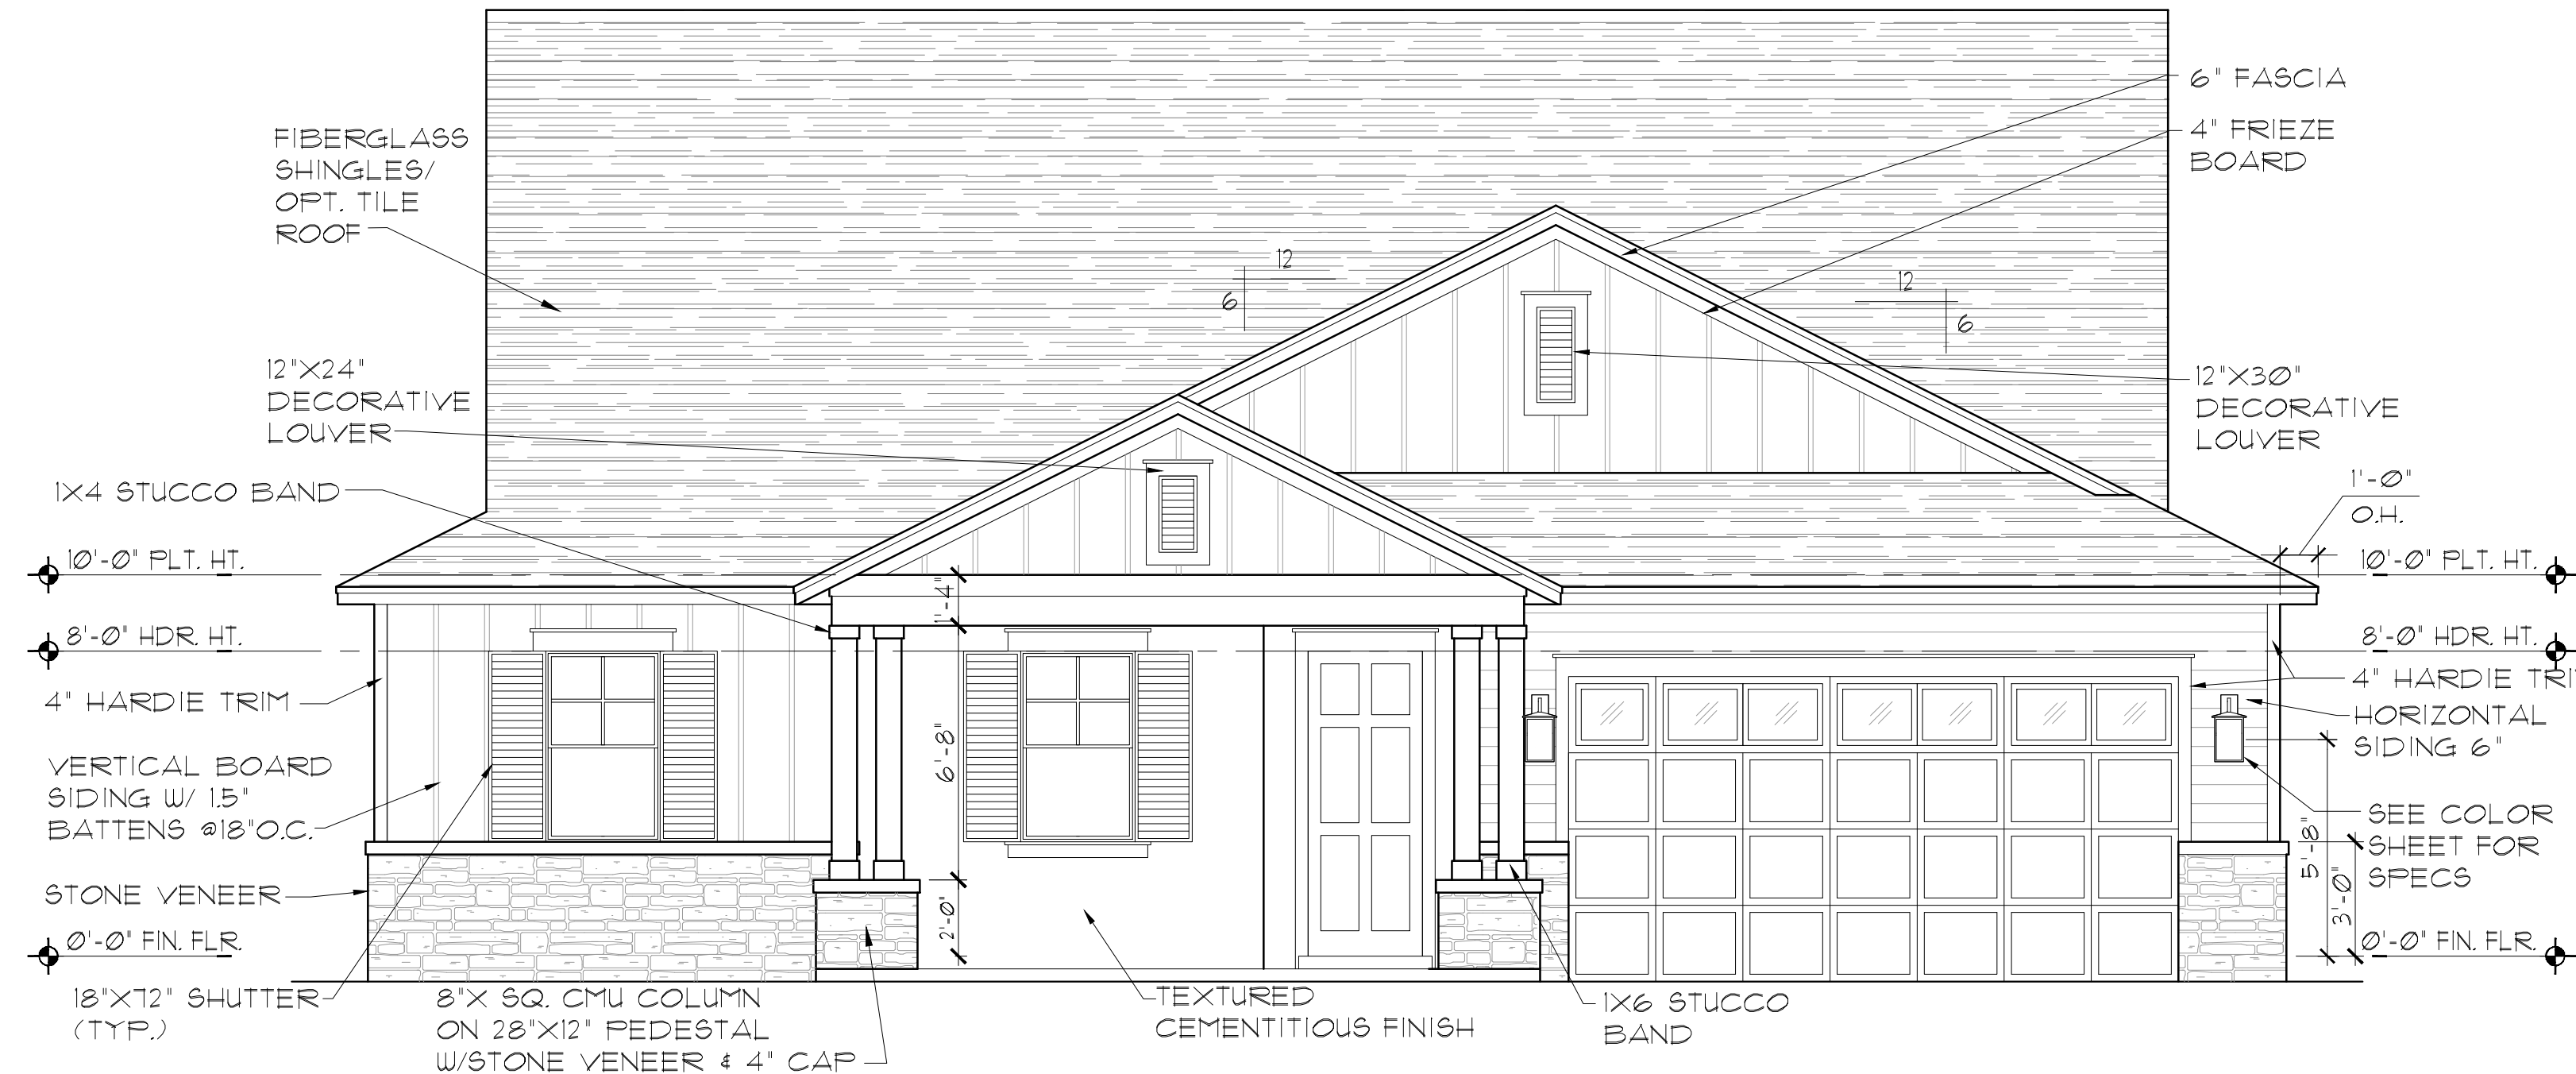 6" FASCIA
4" FRIEZE
BOARD
FIBERGLASS
SHINGLES/
OPT. TILE
ROOF
12
6
12
6
12"X24"
DECORATIVE
LOUVER
12"X30"
DECORATIVE
LOUVER
1X4 STUCCO BAND
1'-0"
O.H.
10'-0" PLT. HT.
10'-0" PLT. HT.
1'-4"
8'-0" HDR. HT.
8'-0" HDR. HT.
4" HARDIE TRIM
4" HARDIE TRI
HORIZONTAL
SIDING 6"
6'-8"
VERTICAL BOARD
SIDING W/ 1.5"
BATTENS @18"O.C.
SEE COLOR
SHEET FOR
SPECS
5'-8"
3'-0"
STONE VENEER
2'-0"
0'-0" FIN. FLR.
0'-0" FIN. FLR.
18"X72" SHUTTER
(TYP.)
8"X SQ. CMU COLUMN
ON 28"X12" PEDESTAL
W/STONE VENEER & 4" CAP
TEXTURED
CEMENTITIOUS FINISH
1X6 STUCCO
BAND